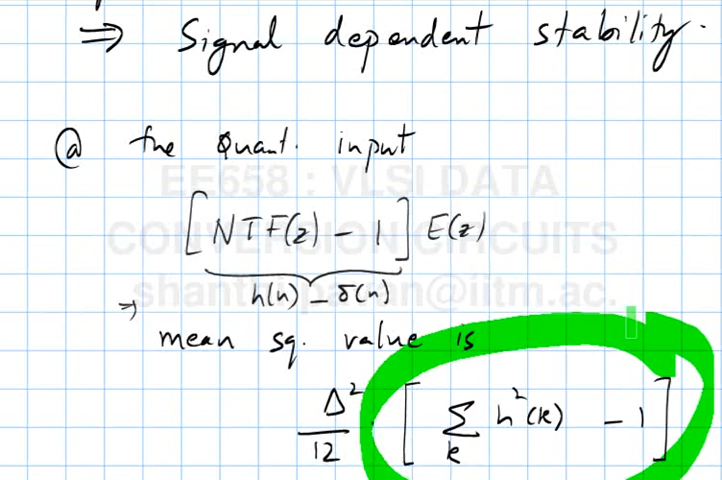 ⇒ Signal dependent stability.
@ the Quant. input
EE658 : VLSI DATA
CONVERSION CIRCUITS
[NTF(z) - 1] E(z)
h(n) - δ(n)
⇒ mean sq. value is
Δ²/12 · [Σ_k h²(k) - 1]